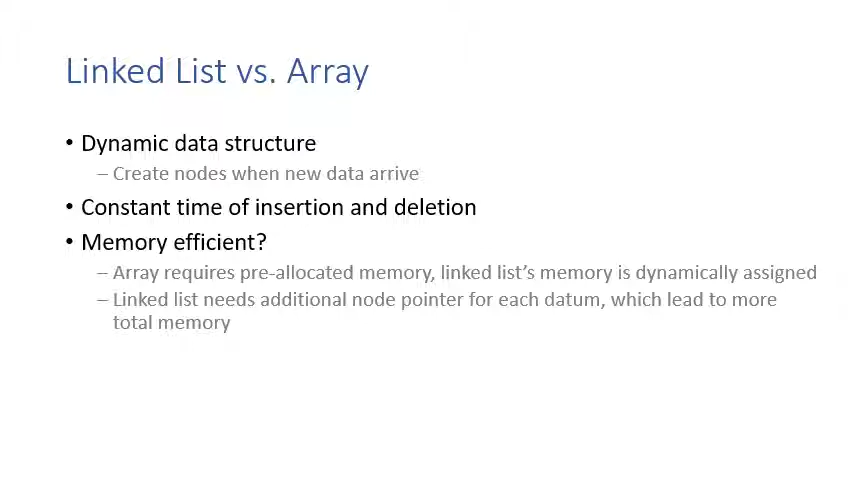 Linked List vs. Array
• Dynamic data structure
– Create nodes when new data arrive
• Constant time of insertion and deletion
• Memory efficient?
– Array requires pre-allocated memory, linked list’s memory is dynamically assigned
– Linked list needs additional node pointer for each datum, which lead to more
total memory